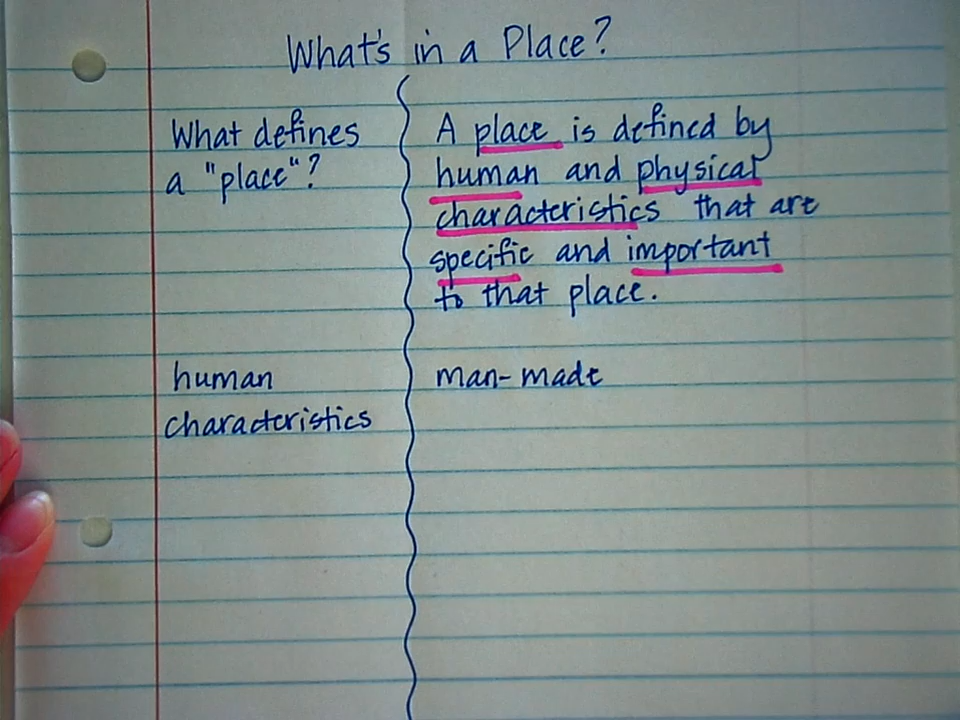 What's in a Place?
What defines
a "place"?
A place is defined by
human and physical
characteristics that are
specific and important
to that place.
human
characteristics
man-made